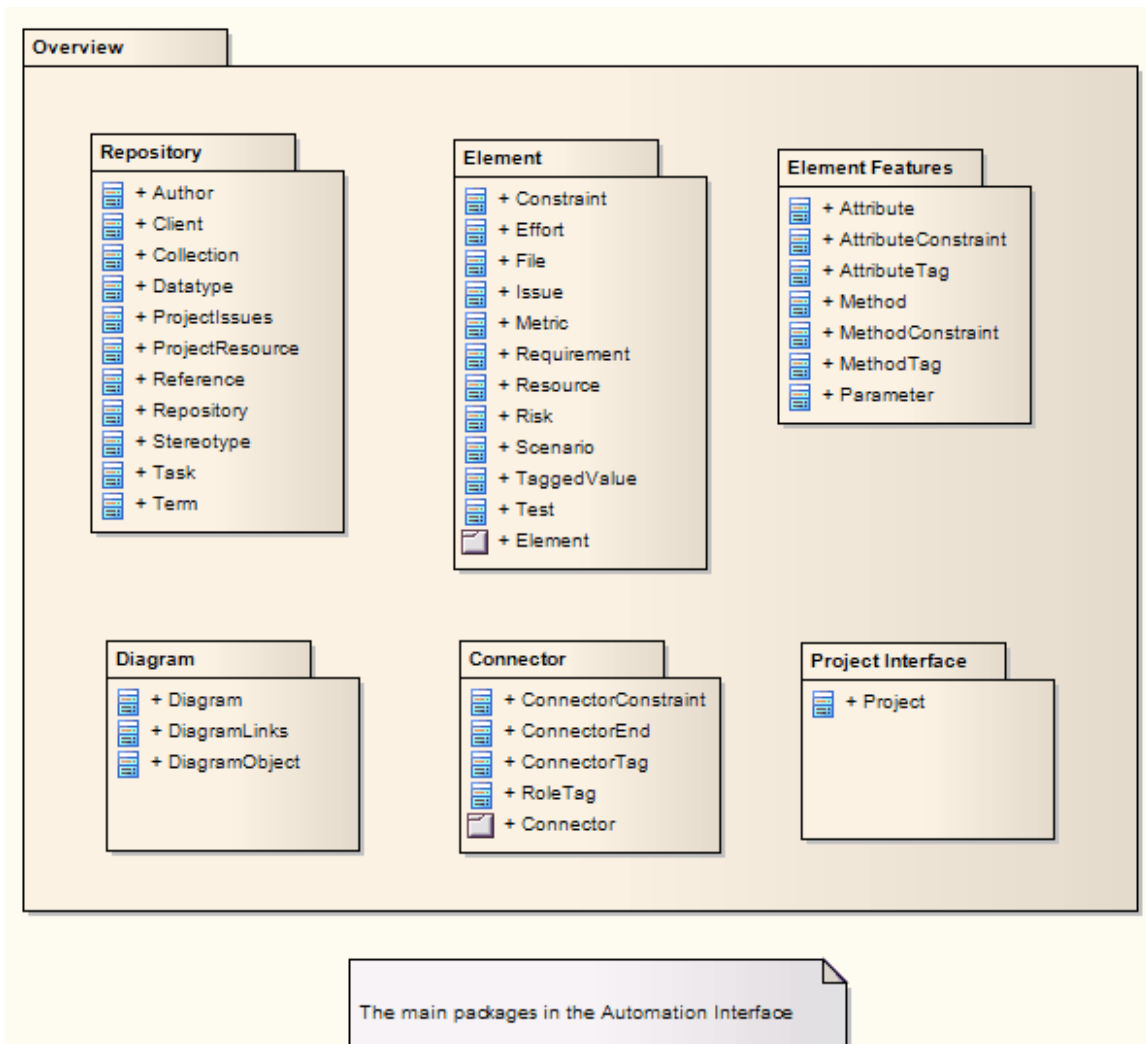 Overview
Repository
+ Author
+ Client
+ Collection
+ Datatype
+ ProjectIssues
+ ProjectResource
+ Reference
+ Repository
+ Stereotype
+ Task
+ Term
Element
+ Constraint
+ Effort
+ File
+ Issue
+ Metric
+ Requirement
+ Resource
+ Risk
+ Scenario
+ TaggedValue
+ Test
+ Element
Element Features
+ Attribute
+ AttributeConstraint
+ AttributeTag
+ Method
+ MethodConstraint
+ MethodTag
+ Parameter
Diagram
+ Diagram
+ DiagramLinks
+ DiagramObject
Connector
+ ConnectorConstraint
+ ConnectorEnd
+ ConnectorTag
+ RoleTag
+ Connector
Project Interface
+ Project
The main packages in the Automation Interface